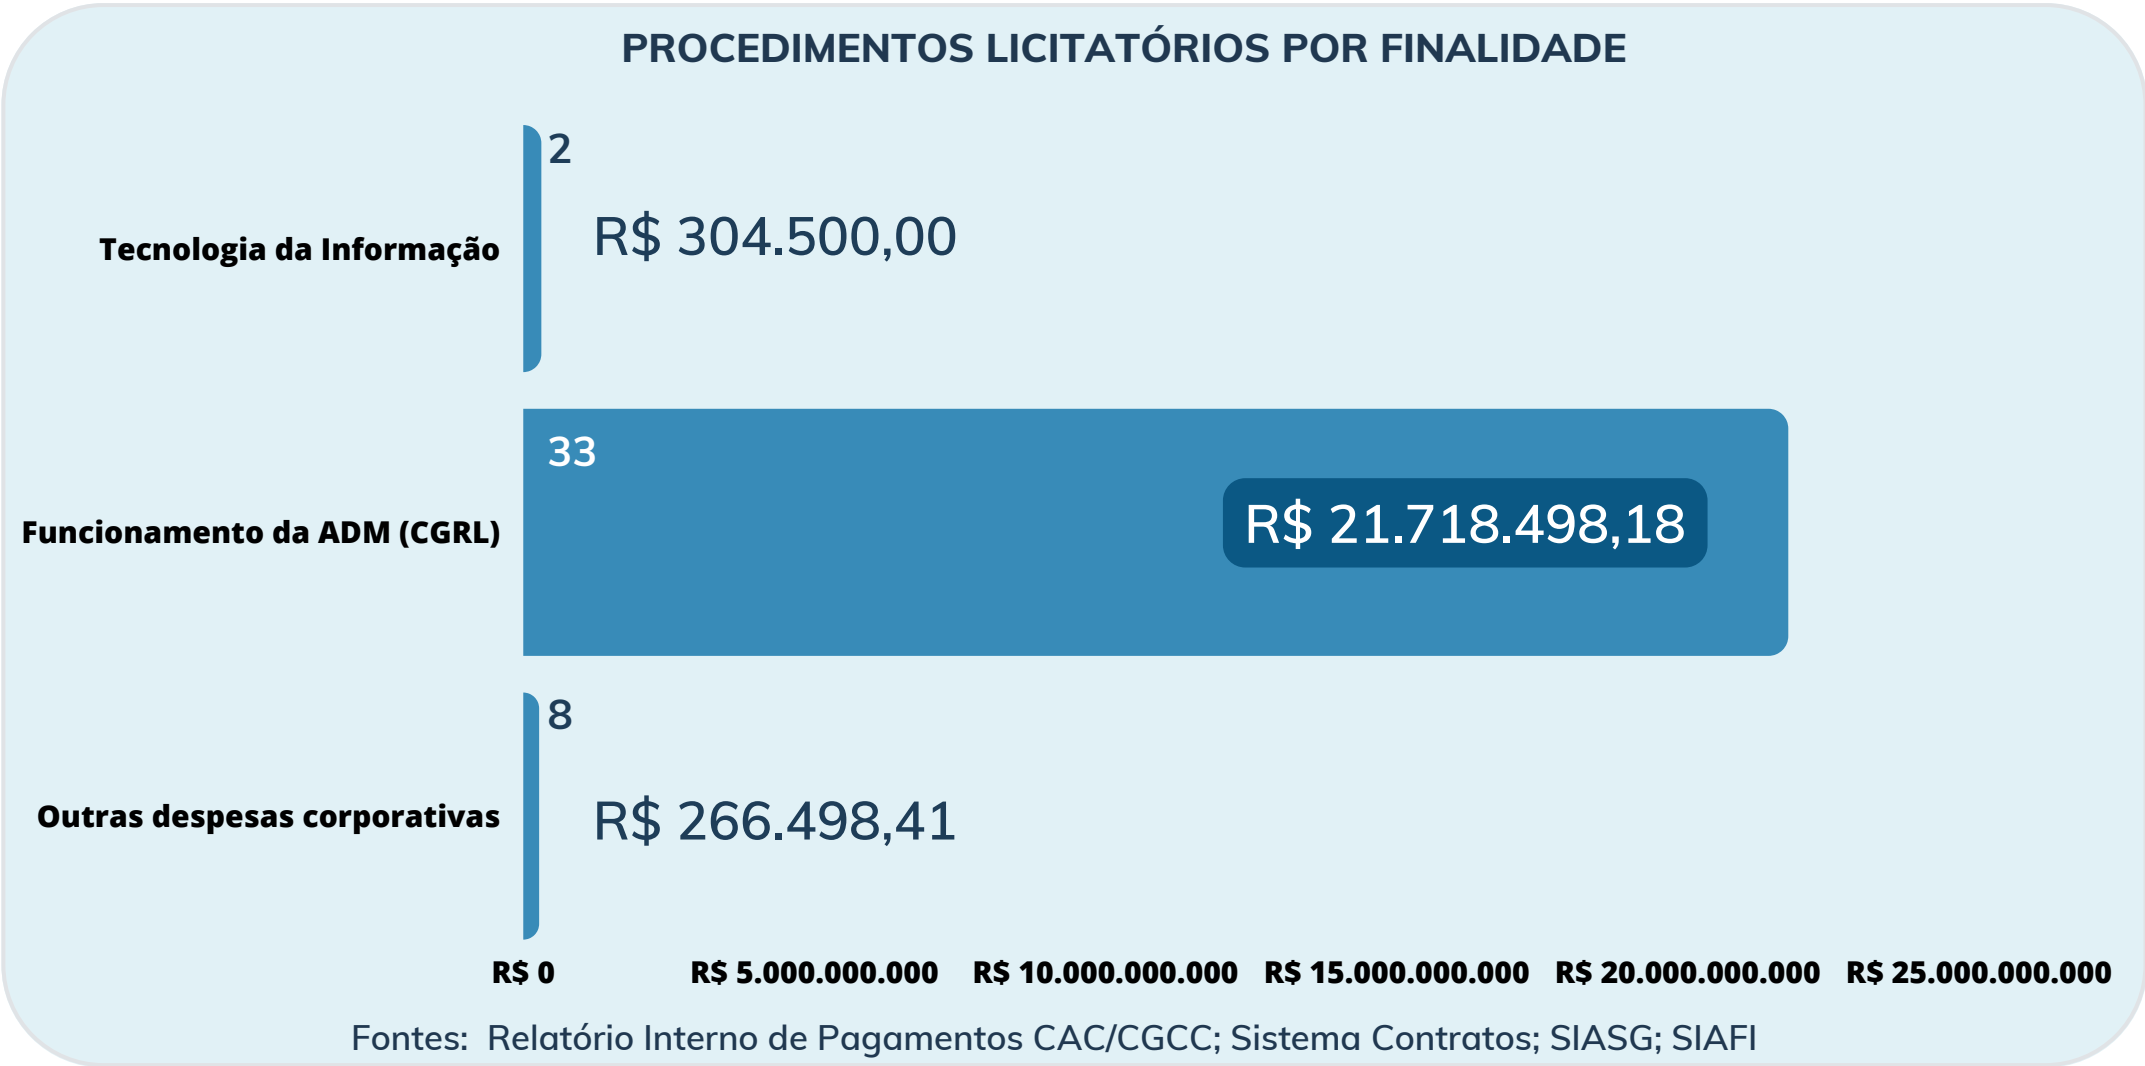 PROCEDIMENTOS LICITATÓRIOS POR FINALIDADE
2
Tecnologia da Informação
R$ 304.500,00
33
Funcionamento da ADM (CGRL)
R$ 21.718.498,18
8
Outras despesas corporativas
R$ 266.498,41
R$ 0 R$ 5.000.000.000 R$ 10.000.000.000 R$ 15.000.000.000 R$ 20.000.000.000 R$ 25.000.000.000
Fontes: Relatório Interno de Pagamentos CAC/CGCC; Sistema Contratos; SIASG; SIAFI